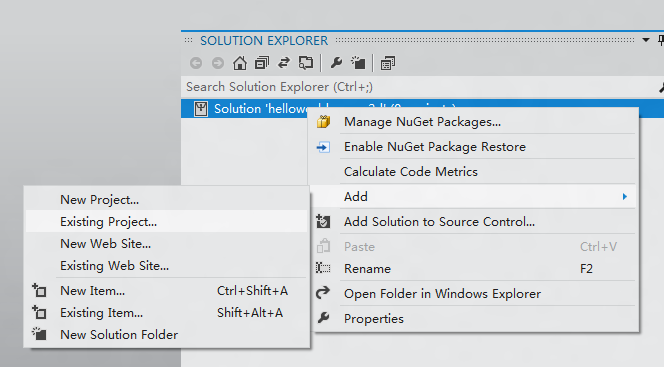 SOLUTION EXPLORER
Search Solution Explorer (Ctrl+;)
Solution
Manage NuGet Packages...
Enable NuGet Package Restore
Calculate Code Metrics
Add
Add Solution to Source Control...
Paste Ctrl+V
Rename F2
Open Folder in Windows Explorer
Properties
New Project...
Existing Project...
New Web Site...
Existing Web Site...
New Item... Ctrl+Shift+A
Existing Item... Shift+Alt+A
New Solution Folder